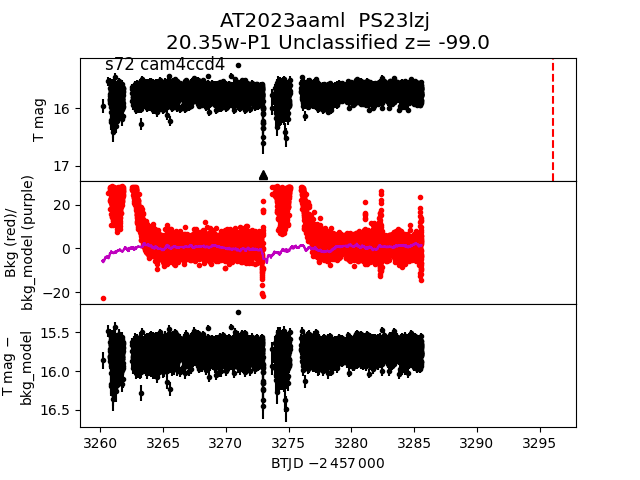 AT2023aaml  PS23lzj
20.35w-P1 Unclassified z= -99.0
s72 cam4ccd4
T mag
16
17
Bkg (red)/
bkg_model (purple)
20
0
−20
T mag −
bkg_model
15.5
16.0
16.5
3260 3265 3270 3275 3280 3285 3290 3295
BTJD −2 457 000